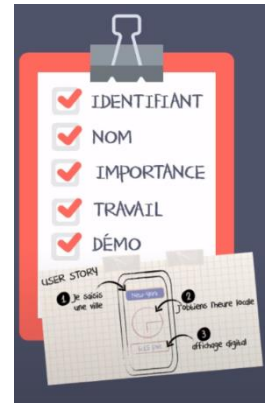 IDENTIFIANT
NOM
IMPORTANCE
TRAVAIL
DÉMO
USER STORY
1 Je saisis
une ville
New York
2
j'obtiens l'heure locale
3
affichage digital